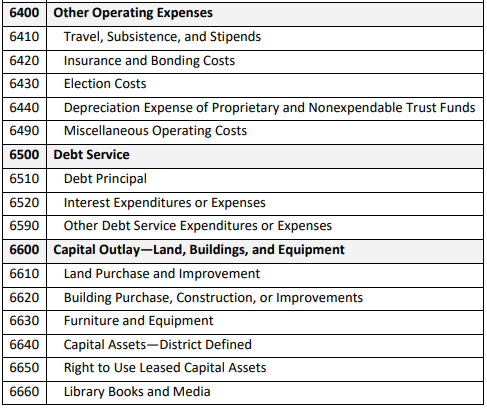 6400 Other Operating Expenses
6410 Travel, Subsistence, and Stipends
6420 Insurance and Bonding Costs
6430 Election Costs
6440 Depreciation Expense of Proprietary and Nonexpendable Trust Funds
6490 Miscellaneous Operating Costs
6500 Debt Service
6510 Debt Principal
6520 Interest Expenditures or Expenses
6590 Other Debt Service Expenditures or Expenses
6600 Capital Outlay—Land, Buildings, and Equipment
6610 Land Purchase and Improvement
6620 Building Purchase, Construction, or Improvements
6630 Furniture and Equipment
6640 Capital Assets—District Defined
6650 Right to Use Leased Capital Assets
6660 Library Books and Media